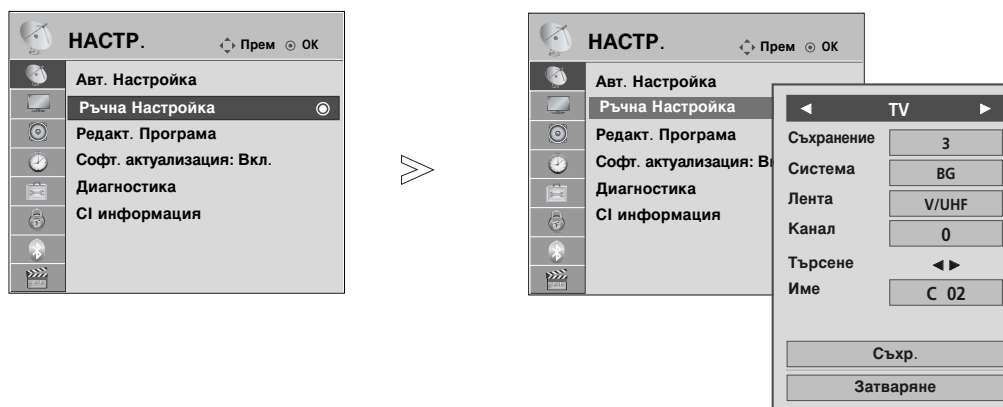 НАСТР.
Прем OK
Авт. Настройка
Ръчна Настройка
Редакт. Програма
Софт. актуализация: Вкл.
Диагностика
CI информация
НАСТР.
Прем OK
Авт. Настройка
Ръчна Настройка
Редакт. Програма
Софт. актуализация: В
Диагностика
CI информация
TV
Съхранение 3
Система BG
Лента V/UHF
Канал 0
Търсене
Име C 02
Съхр.
Затваряне